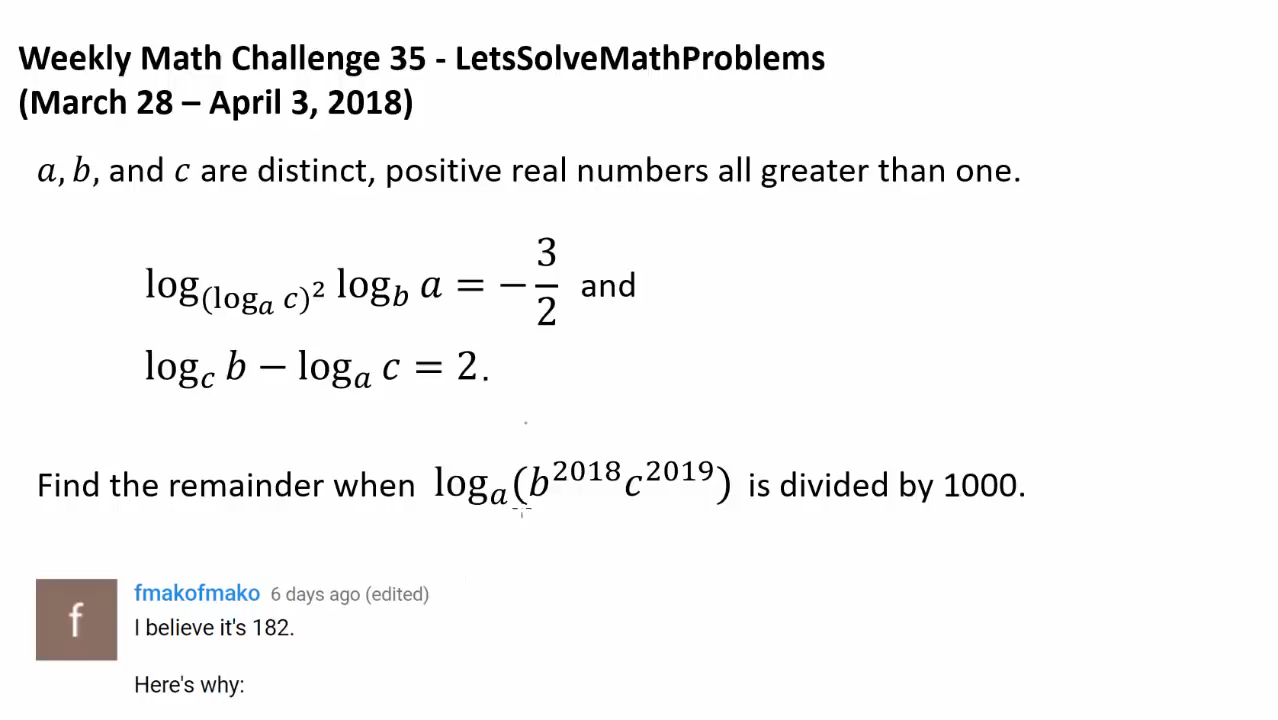 Weekly Math Challenge 35 - LetsSolveMathProblems
(March 28 – April 3, 2018)
a, b, and c are distinct, positive real numbers all greater than one.
log_{(log_a c)^2} log_b a = -3/2 and
log_c b − log_a c = 2.
Find the remainder when log_a(b^{2018}c^{2019}) is divided by 1000.
f
fmakofmako 6 days ago (edited)
I believe it's 182.
Here's why: